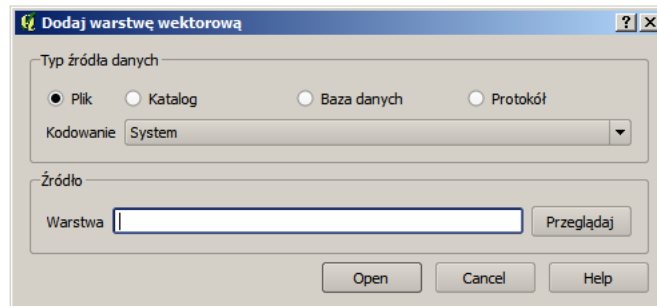 Dodaj warstwę wektorową
Typ źródła danych
Plik Katalog Baza danych Protokół
Kodowanie System
Źródło
Warstwa Przeglądaj
Open Cancel Help